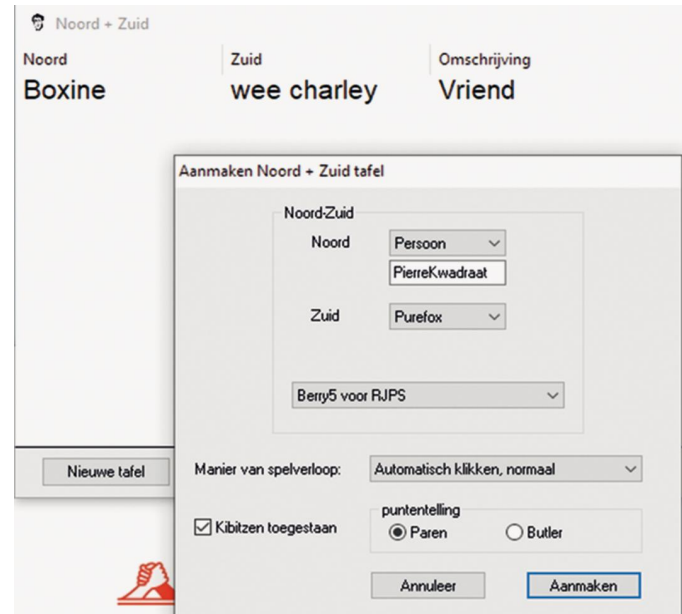 Noord + Zuid
Noord Zuid Omschrijving
Boxine wee charley Vriend
Aanmaken Noord + Zuid tafel
Noord-Zuid
Noord Persoon
PierreKwadraat
Zuid Purefox
Berry5 voor RJPS
Nieuwe tafel
Manier van spelverloop: Automatisch klikken, normaal
puntentelling
Kibitzen toegestaan Paren Butler
Annuleer Aanmaken